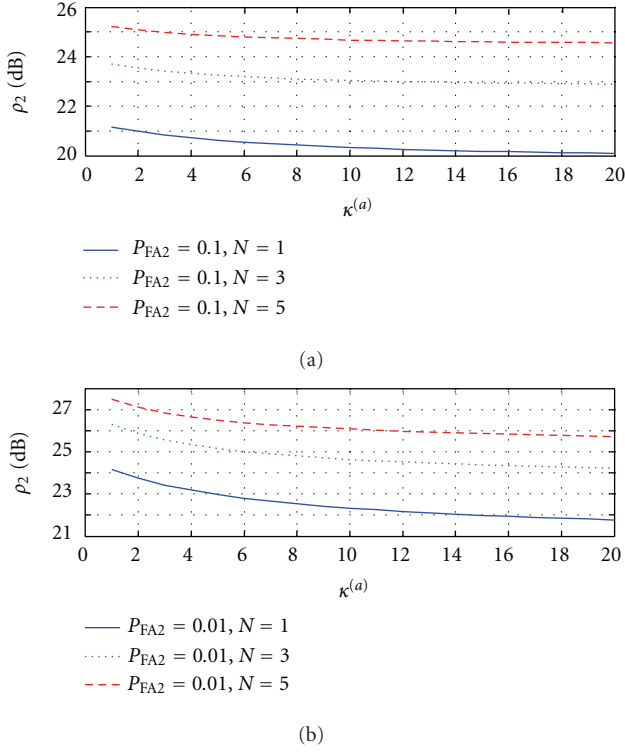 26
24
22
20
ρ2 (dB)
0 2 4 6 8 10 12 14 16 18 20
κ(a)
PFA2 = 0.1, N = 1
PFA2 = 0.1, N = 3
PFA2 = 0.1, N = 5
(a)
27
25
23
21
ρ2 (dB)
0 2 4 6 8 10 12 14 16 18 20
κ(a)
PFA2 = 0.01, N = 1
PFA2 = 0.01, N = 3
PFA2 = 0.01, N = 5
(b)